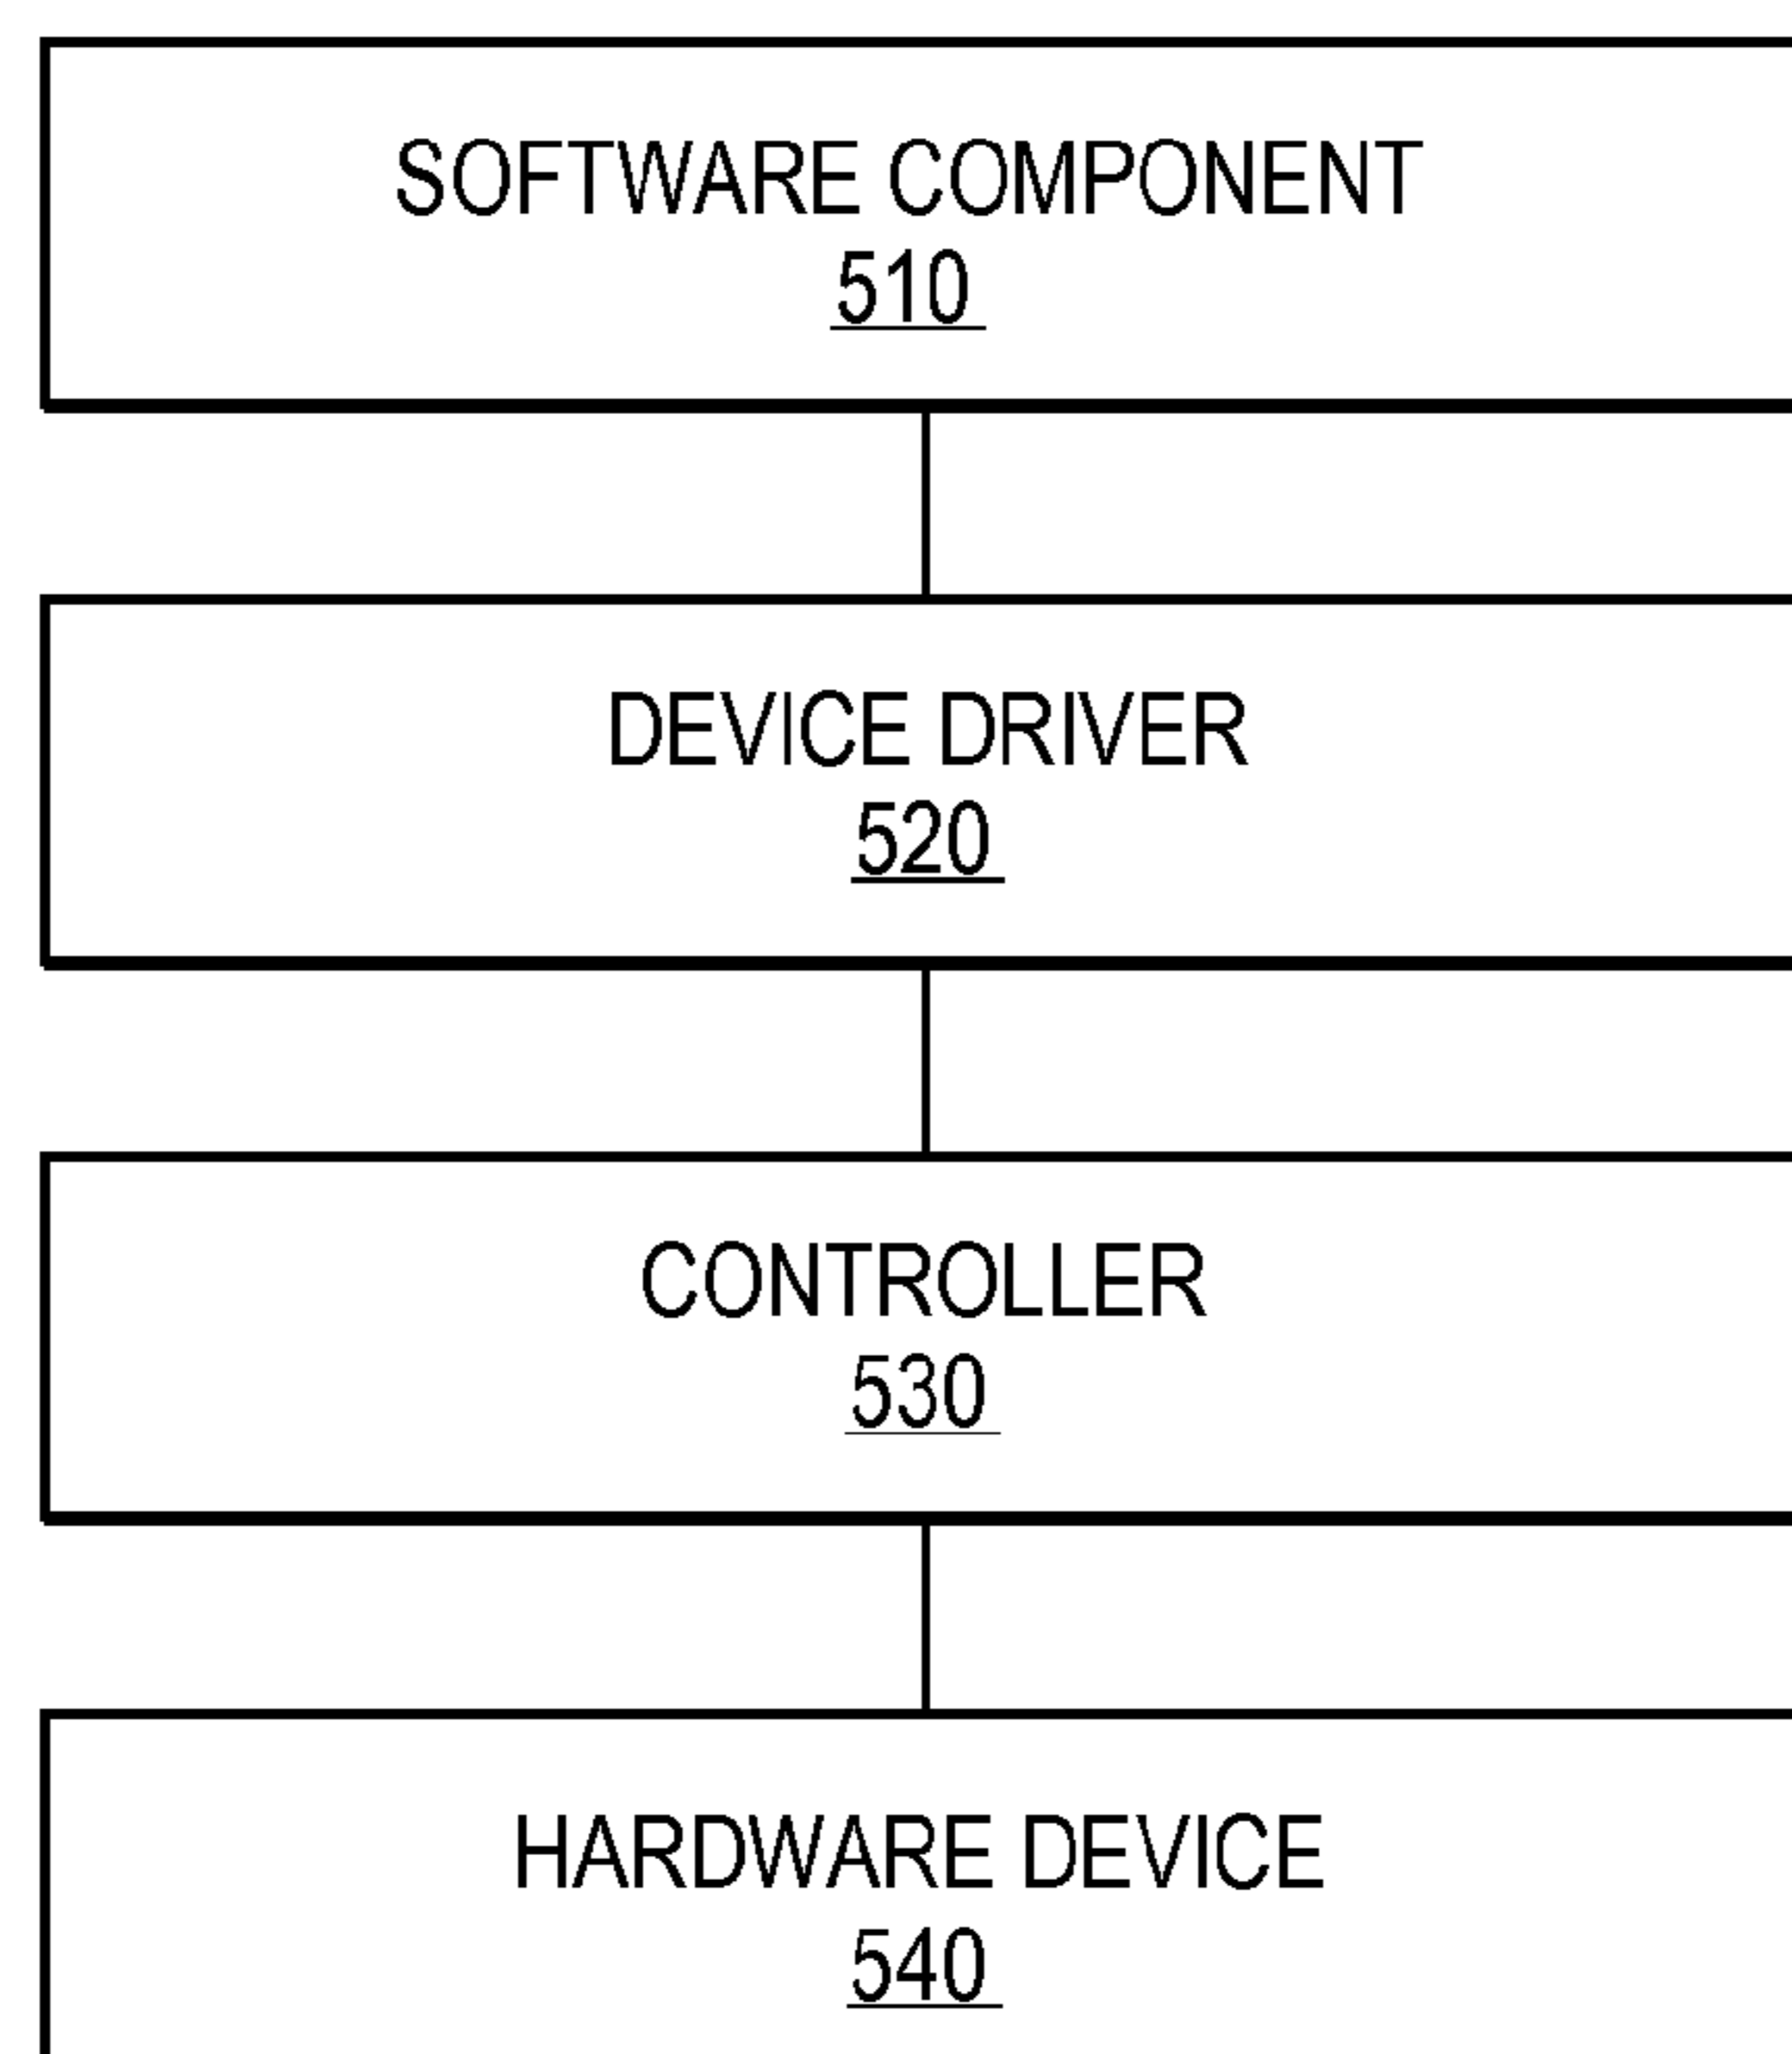 SOFTWARE COMPONENT
510
DEVICE DRIVER
520
CONTROLLER
530
HARDWARE DEVICE
540